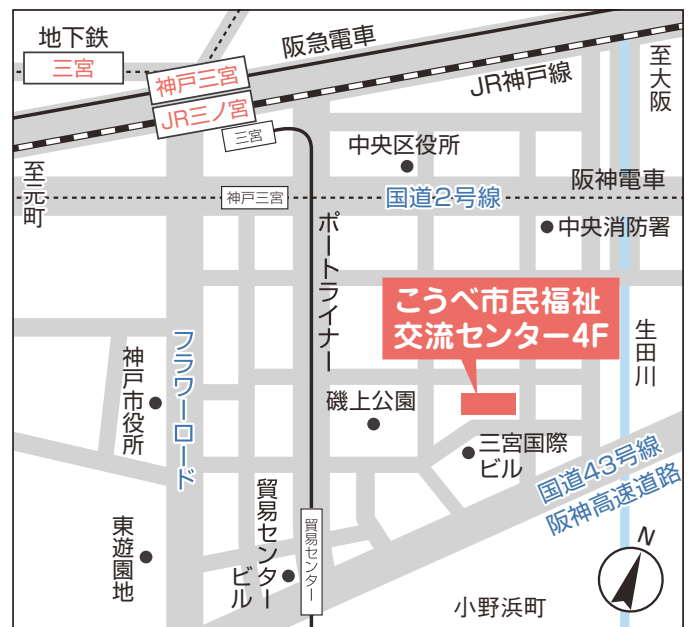 地下鉄
三宮
阪急電車
神戸三宮
JR三ノ宮
JR神戸線
至大阪
三宮
中央区役所
至元町
阪神電車
神戸三宮
国道2号線
中央消防署
ポートライナー
こうべ市民福祉
交流センター4F
生田川
フラワーロード
神戸市役所
磯上公園
三宮国際
ビル
国道43号線
阪神高速道路
貿易センター
ビル
貿易センター
東遊園地
小野浜町
N